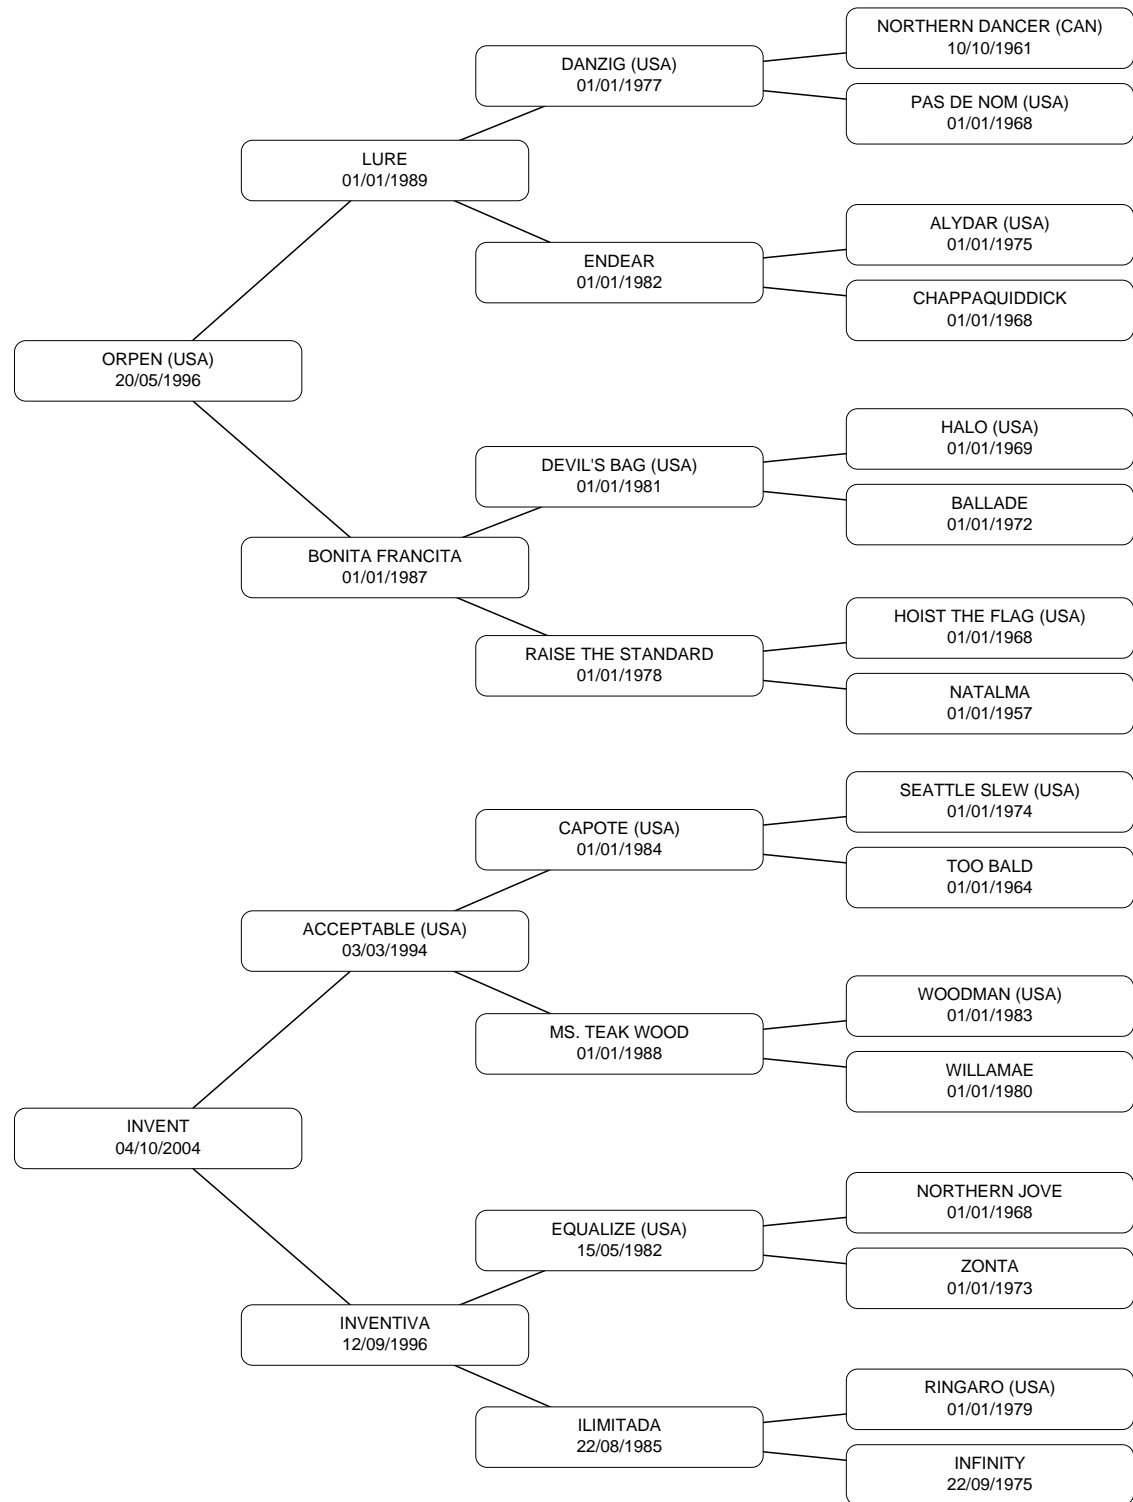 NORTHERN DANCER (CAN)
10/10/1961
DANZIG (USA)
01/01/1977
PAS DE NOM (USA)
01/01/1968
LURE
01/01/1989
ALYDAR (USA)
01/01/1975
ENDEAR
01/01/1982
CHAPPAQUIDDICK
01/01/1968
ORPEN (USA)
20/05/1996
HALO (USA)
01/01/1969
DEVIL'S BAG (USA)
01/01/1981
BALLADE
01/01/1972
BONITA FRANCITA
01/01/1987
HOIST THE FLAG (USA)
01/01/1968
RAISE THE STANDARD
01/01/1978
NATALMA
01/01/1957
SEATTLE SLEW (USA)
01/01/1974
CAPOTE (USA)
01/01/1984
TOO BALD
01/01/1964
ACCEPTABLE (USA)
03/03/1994
WOODMAN (USA)
01/01/1983
MS. TEAK WOOD
01/01/1988
WILLAMAE
01/01/1980
INVENT
04/10/2004
NORTHERN JOVE
01/01/1968
EQUALIZE (USA)
15/05/1982
ZONTA
01/01/1973
INVENTIVA
12/09/1996
RINGARO (USA)
01/01/1979
ILIMITADA
22/08/1985
INFINITY
22/09/1975